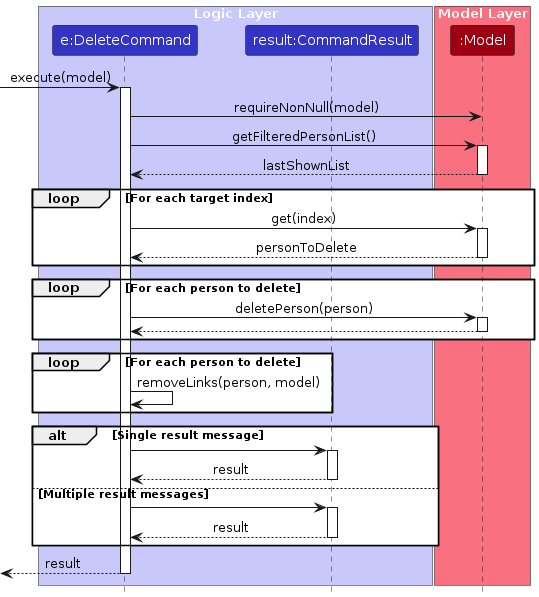 Logic Layer
Model Layer
e:DeleteCommand
result:CommandResult
:Model
execute(model)
requireNonNull(model)
getFilteredPersonList()
lastShownList
loop
[For each target index]
get(index)
personToDelete
loop
[For each person to delete]
deletePerson(person)
loop
[For each person to delete]
removeLinks(person, model)
alt
[Single result message]
result
[Multiple result messages]
result
result